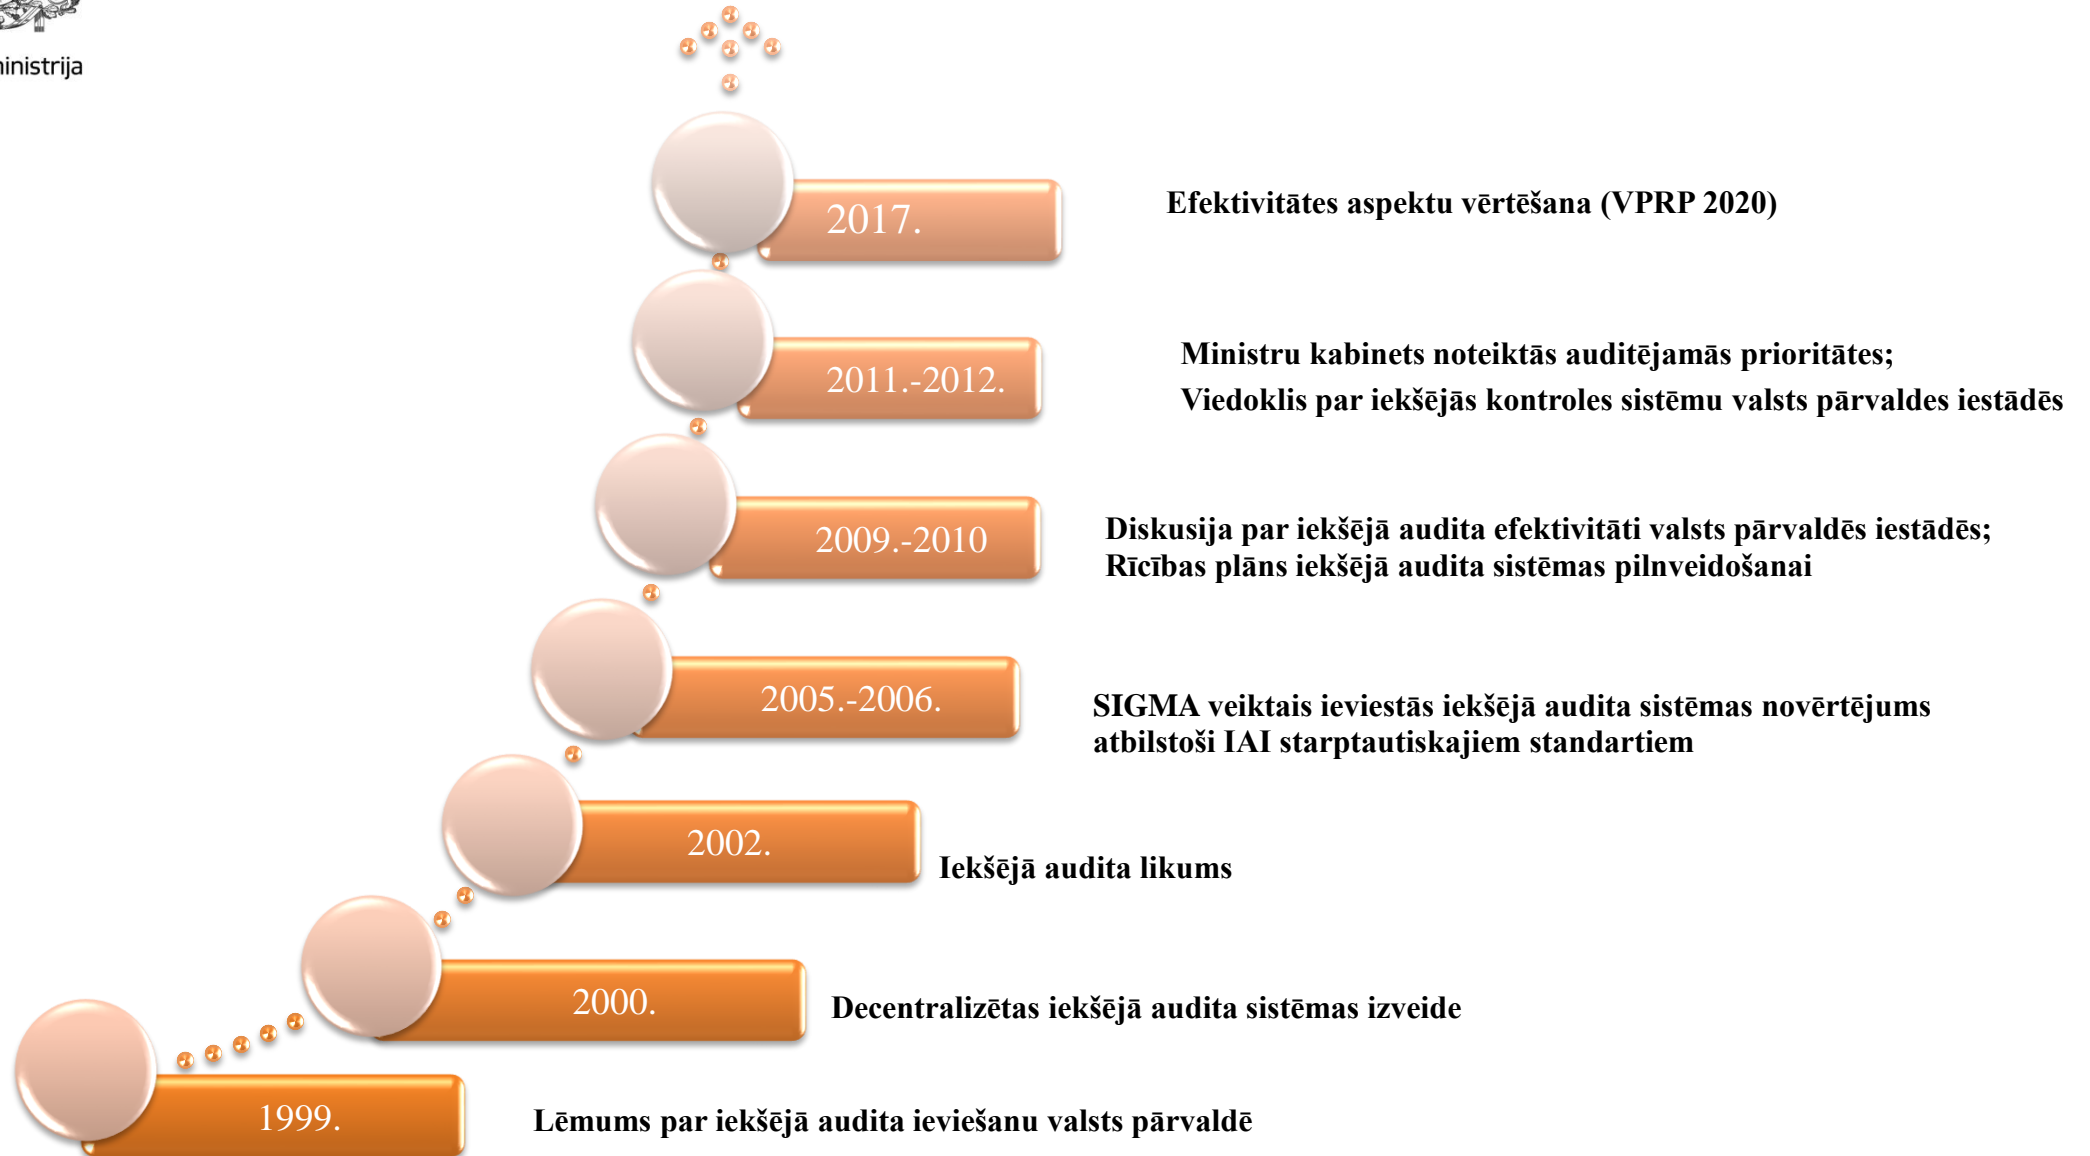 2017.
Efektivitātes aspektu vērtēšana (VPRP 2020)
2011.-2012.
Ministru kabinets noteiktās auditējamās prioritātes;
Viedoklis par iekšējās kontroles sistēmu valsts pārvaldes iestādēs
2009.-2010
Diskusija par iekšējā audita efektivitāti valsts pārvaldēs iestādēs;
Rīcības plāns iekšējā audita sistēmas pilnveidošanai
2005.-2006.
SIGMA veiktais ieviestās iekšējā audita sistēmas novērtējums
atbilstoši IAI starptautiskajiem standartiem
2002.
Iekšējā audita likums
2000.
Decentralizētas iekšējā audita sistēmas izveide
1999.
Lēmums par iekšējā audita ieviešanu valsts pārvaldē